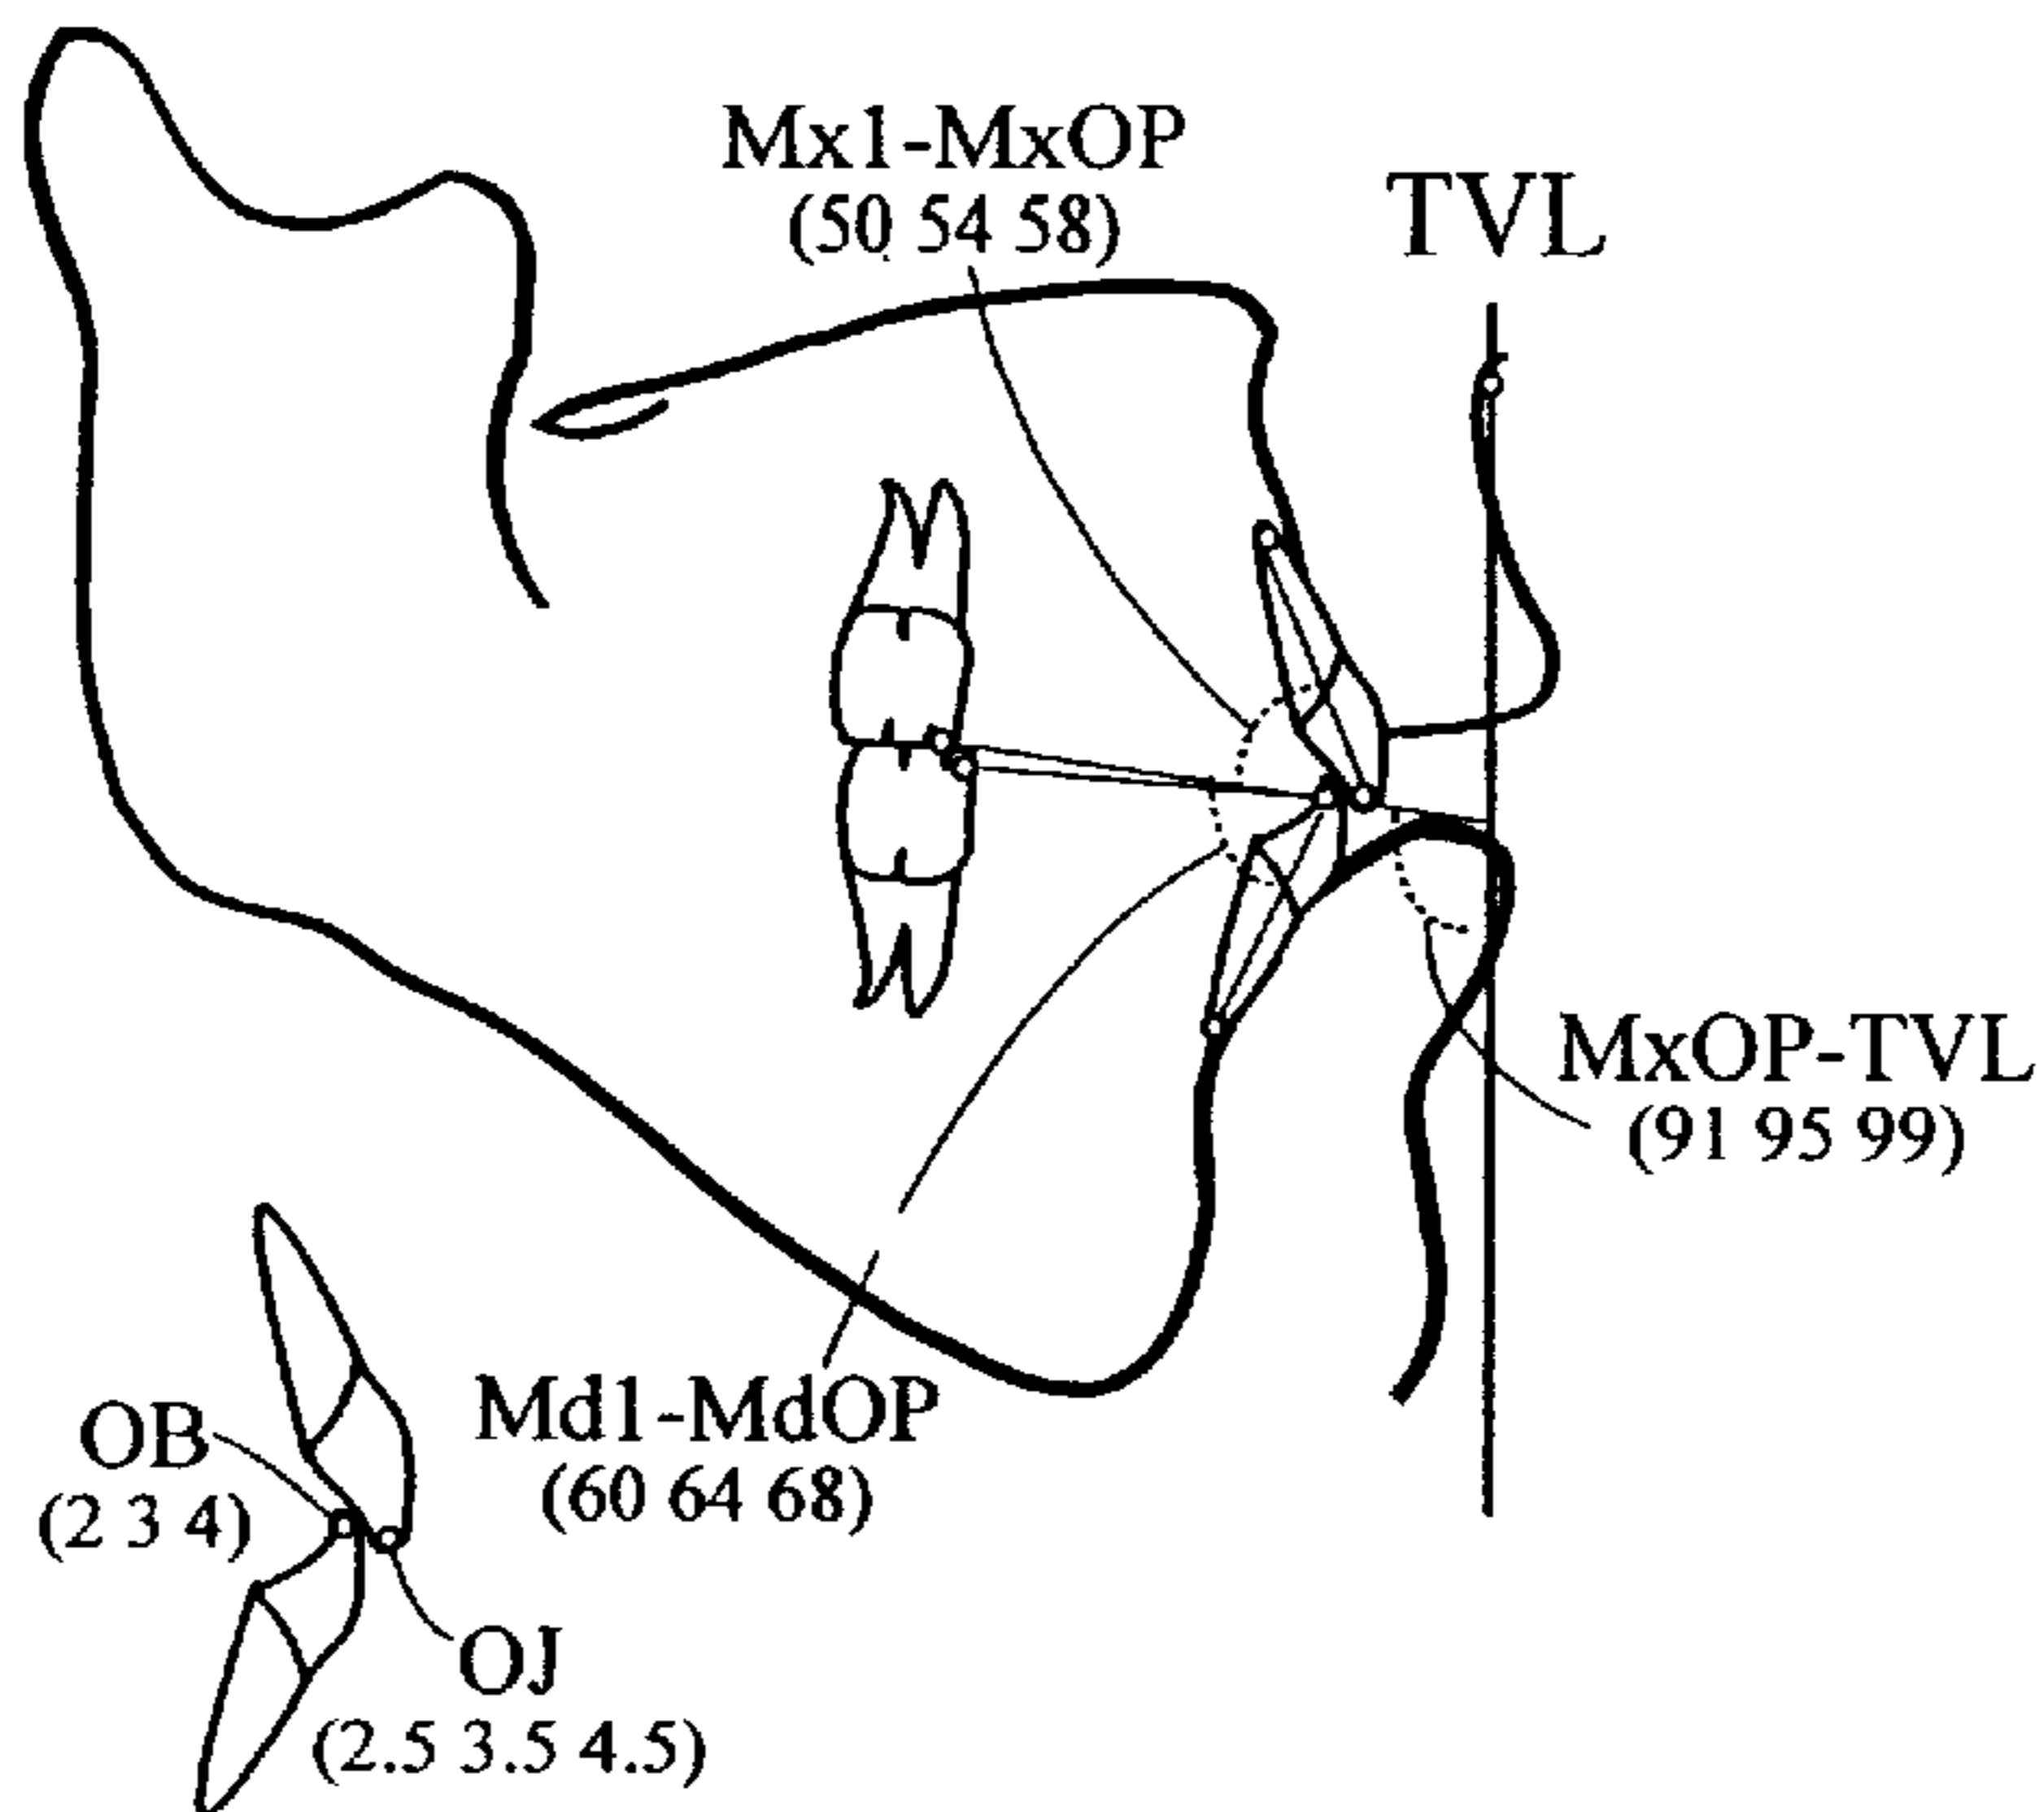 Mx1-MxOP
(50 54 58)
TVL
MxOP-TVL
(91 95 99)
Md1-MdOP
(60 64 68)
OB
(2 3 4)
OJ
(2.5 3.5 4.5)